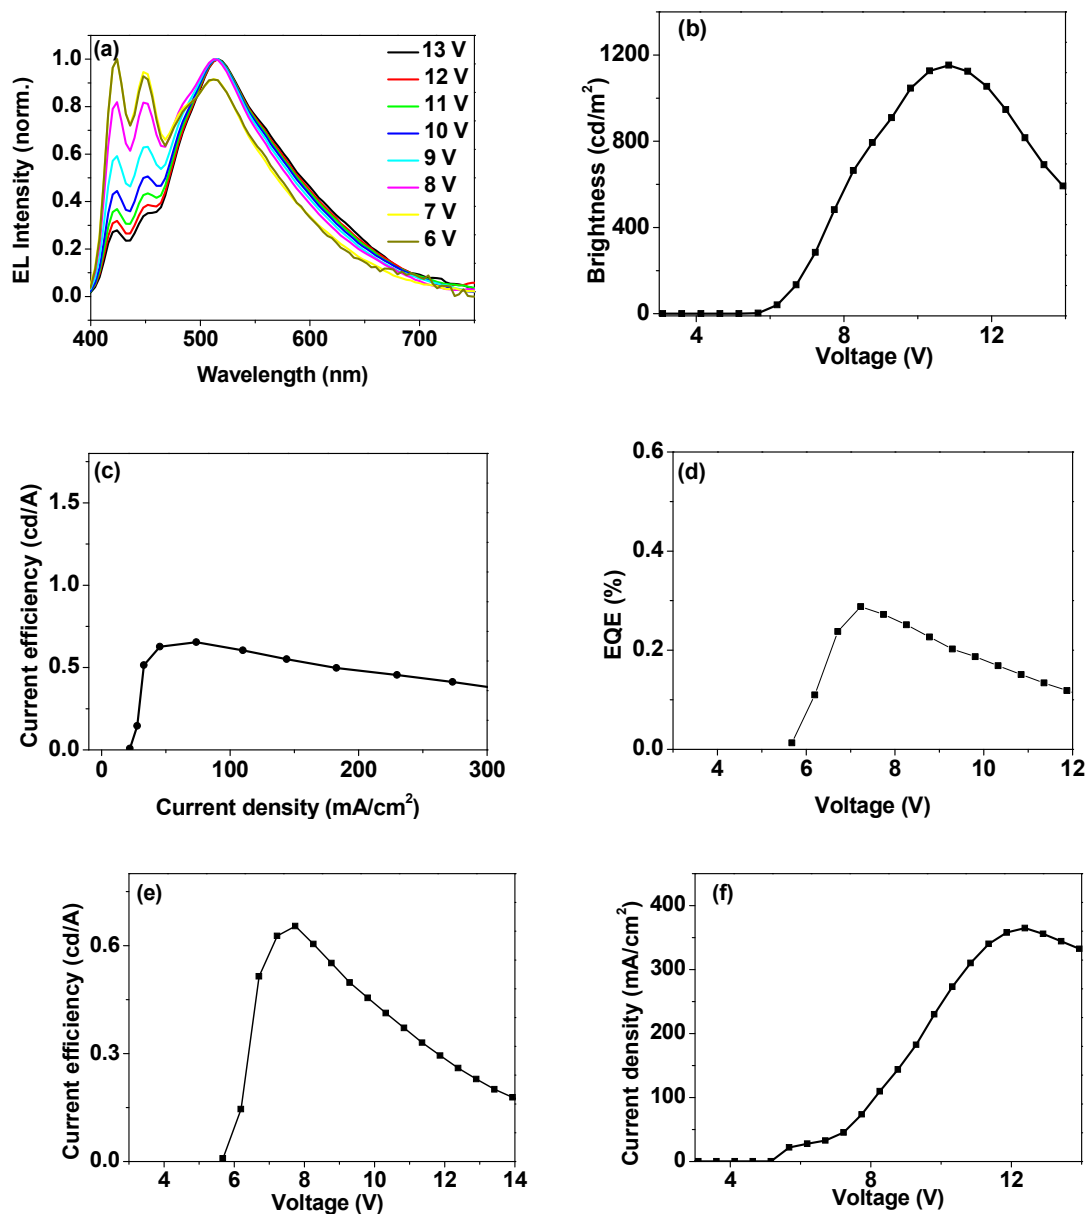 (a)
EL Intensity (norm.)
1.0
0.8
0.6
0.4
0.2
0.0
13 V
12 V
11 V
10 V
9 V
8 V
7 V
6 V
400 500 600 700
Wavelength (nm)
(b)
Brightness (cd/m²)
1200
800
400
0
4 8 12
Voltage (V)
(c)
Current efficiency (cd/A)
1.5
1.0
0.5
0.0
0 100 200 300
Current density (mA/cm²)
(d)
EQE (%)
0.6
0.4
0.2
0.0
4 6 8 10 12
Voltage (V)
(e)
Current efficiency (cd/A)
0.6
0.3
0.0
4 6 8 10 12 14
Voltage (V)
(f)
Current density (mA/cm²)
400
300
200
100
0
4 8 12
Voltage (V)